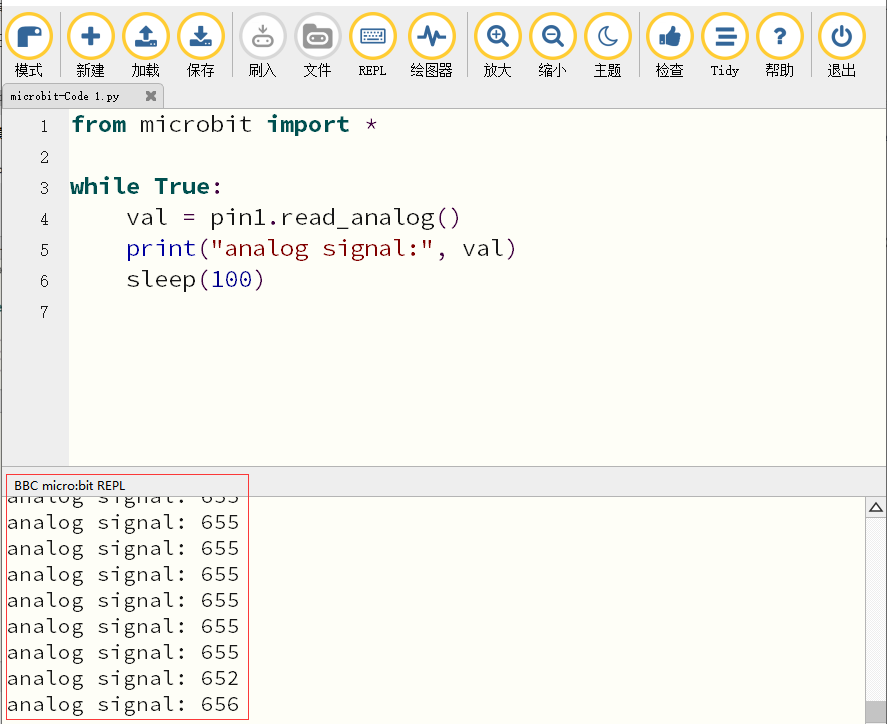 模式 新建 加载 保存 刷入 文件 REPL 绘图器 放大 缩小 主题 检查 Tidy 帮助 退出
microbit-Code 1.py
1 from microbit import *
2
3 while True:
4 val = pin1.read_analog()
5 print("analog signal:", val)
6 sleep(100)
7
BBC micro:bit REPL
analog signal: 655
analog signal: 655
analog signal: 655
analog signal: 655
analog signal: 655
analog signal: 655
analog signal: 655
analog signal: 652
analog signal: 656